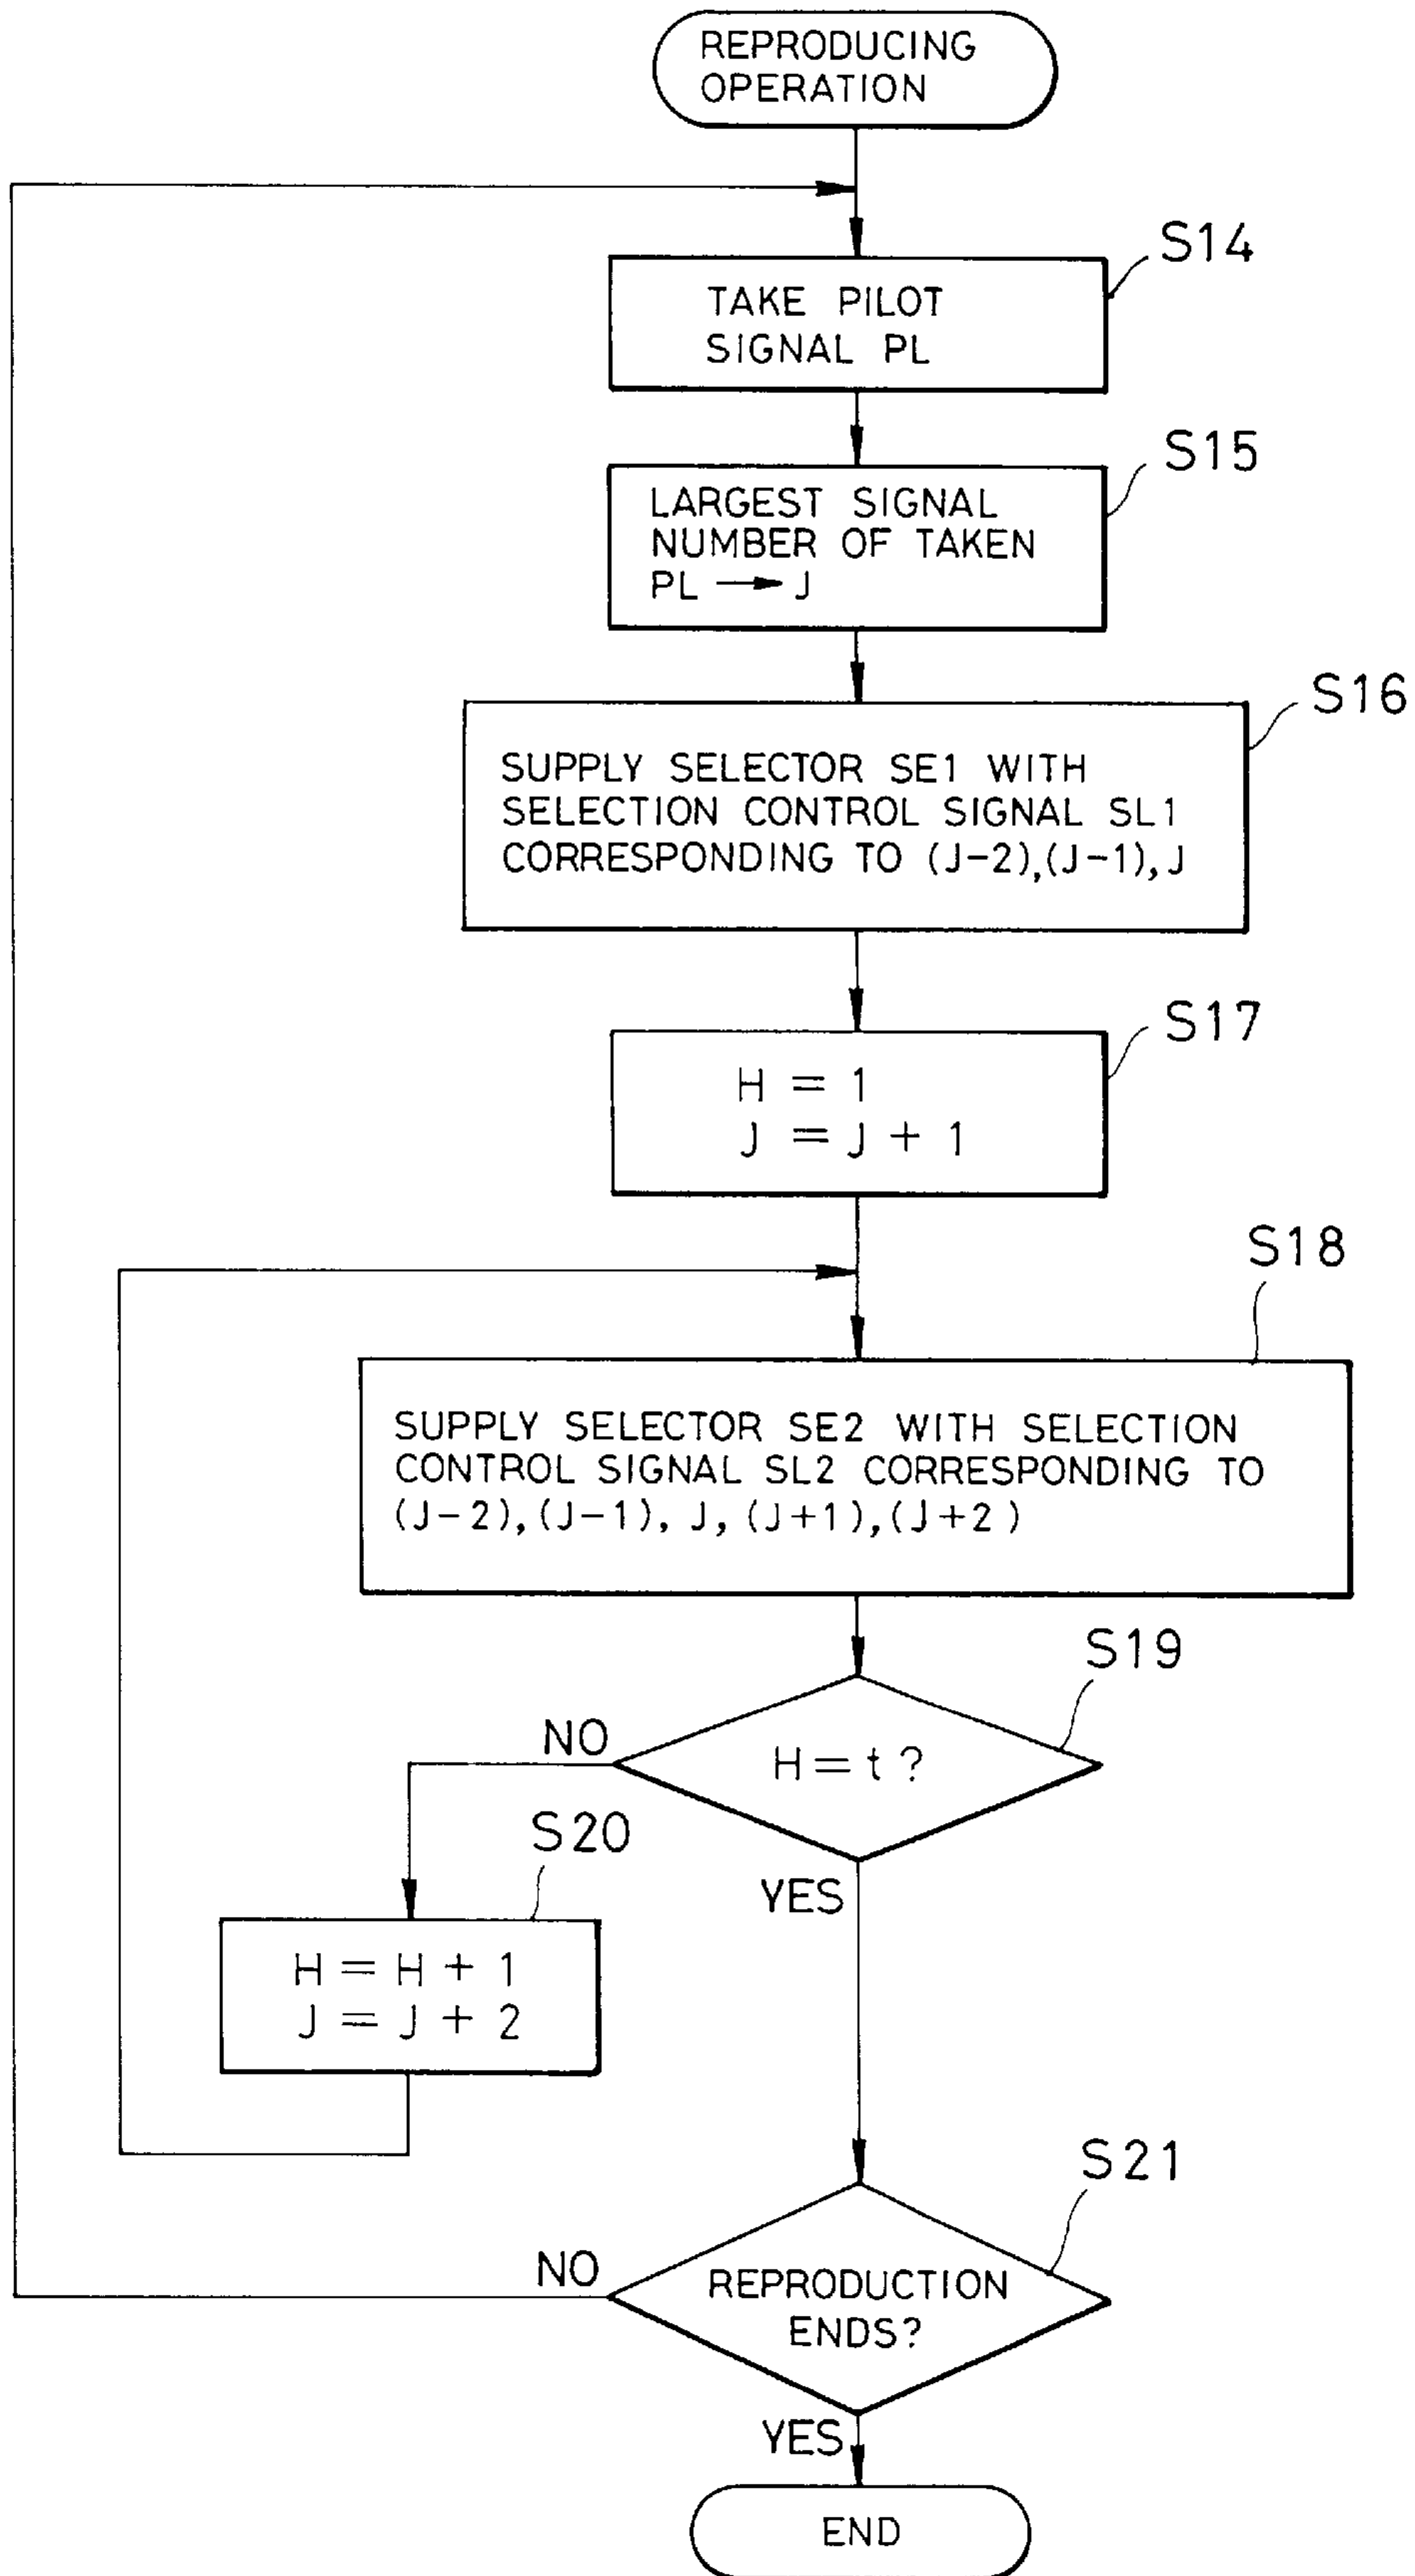 REPRODUCING
OPERATION
S14
TAKE PILOT
SIGNAL PL
S15
LARGEST SIGNAL
NUMBER OF TAKEN
PL → J
S16
SUPPLY SELECTOR SE1 WITH
SELECTION CONTROL SIGNAL SL1
CORRESPONDING TO (J-2),(J-1),J
S17
H = 1
J = J + 1
S18
SUPPLY SELECTOR SE2 WITH SELECTION
CONTROL SIGNAL SL2 CORRESPONDING TO
(J-2),(J-1), J, (J+1),(J+2)
S19
NO
H = t ?
S20
YES
H = H + 1
J = J + 2
S21
NO
REPRODUCTION
ENDS?
YES
END